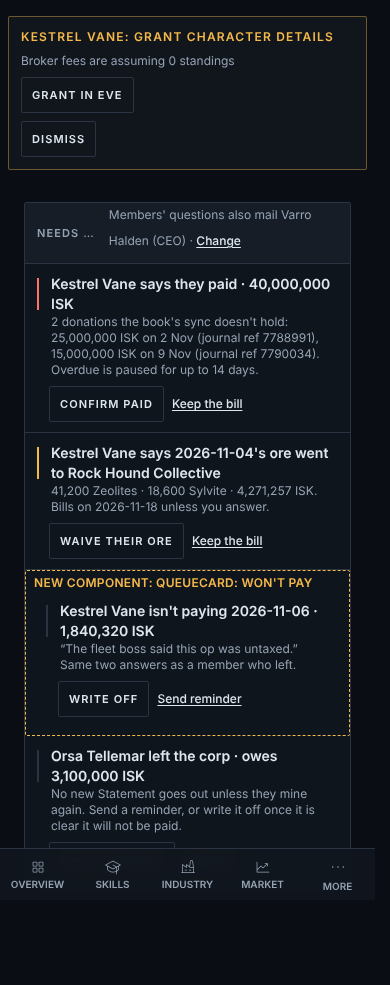 KESTREL VANE: GRANT CHARACTER DETAILS
Broker fees are assuming 0 standings
GRANT IN EVE
DISMISS
NEEDS ...
Members' questions also mail Varro
Halden (CEO) · Change
Kestrel Vane says they paid · 40,000,000
ISK
2 donations the book's sync doesn't hold:
25,000,000 ISK on 2 Nov (journal ref 7788991),
15,000,000 ISK on 9 Nov (journal ref 7790034).
Overdue is paused for up to 14 days.
CONFIRM PAID Keep the bill
Kestrel Vane says 2026-11-04's ore went
to Rock Hound Collective
41,200 Zeolites · 18,600 Sylvite · 4,271,257 ISK.
Bills on 2026-11-18 unless you answer.
WAIVE THEIR ORE Keep the bill
NEW COMPONENT: QUEUECARD: WON'T PAY
Kestrel Vane isn't paying 2026-11-06 ·
1,840,320 ISK
“The fleet boss said this op was untaxed.”
Same two answers as a member who left.
WRITE OFF Send reminder
Orsa Tellemar left the corp · owes
3,100,000 ISK
No new Statement goes out unless they mine
again. Send a reminder, or write it off once it is
clear it will not be paid.
OVERVIEW SKILLS INDUSTRY MARKET MORE